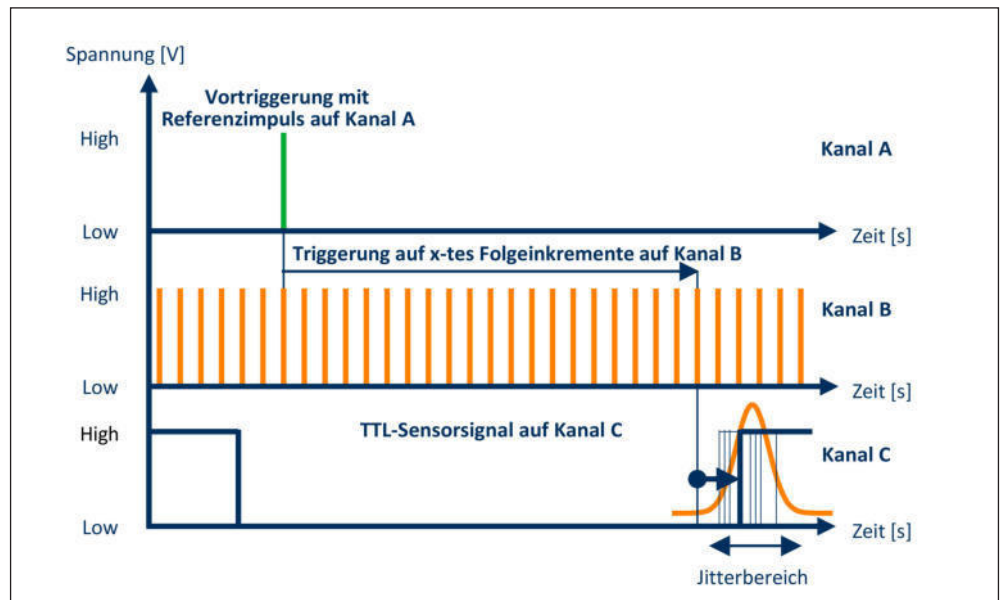 Spannung [V]
Vortriggerung mit
Referenzimpuls auf Kanal A
High
Kanal A
Low
Zeit [s]
Triggerung auf x-tes Folgeinkremente auf Kanal B
High
Kanal B
Low
Zeit [s]
High
TTL-Sensorsignal auf Kanal C
Kanal C
Low
Zeit [s]
Jitterbereich